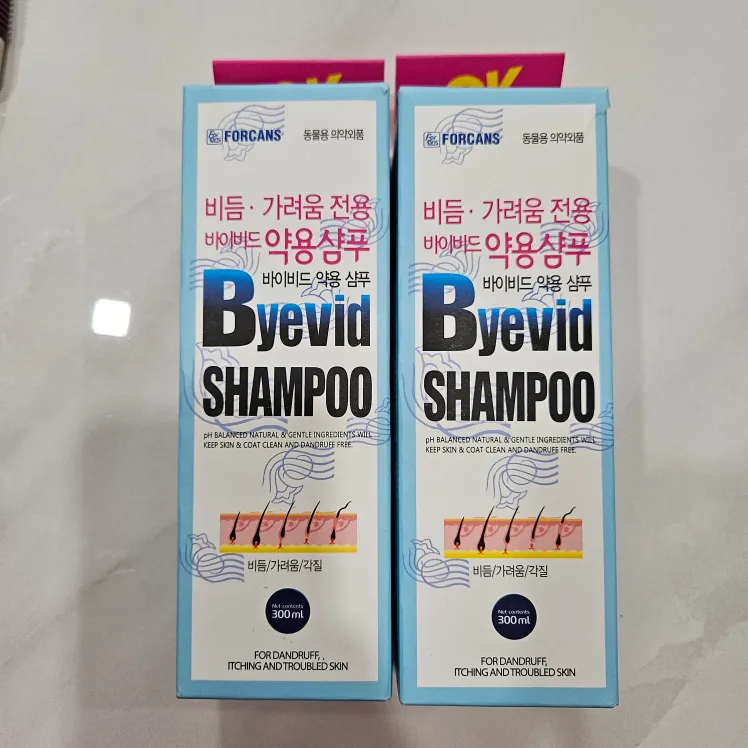 OK
FORCANS 동물용 의약외품
비듬· 가려움 전용
바이비드 약용샴푸
바이비드 약용 샴푸
Byevid
SHAMPOO
pH BALANCED NATURAL & GENTLE INGREDIENTS WILL
KEEP SKIN & COAT CLEAN AND DANDRUFF FREE.
비듬/가려움/각질
Net contents
300ml
FOR DANDRUFF,
ITCHING AND TROUBLED SKIN
OK
FORCANS 동물용 의약외품
비듬· 가려움 전용
바이비드 약용샴푸
바이비드 약용 샴푸
Byevid
SHAMPOO
pH BALANCED NATURAL & GENTLE INGREDIENTS WILL
KEEP SKIN & COAT CLEAN AND DANDRUFF FREE.
비듬/가려움/각질
Net contents
300ml
FOR DANDRUFF,
ITCHING AND TROUBLED SKIN